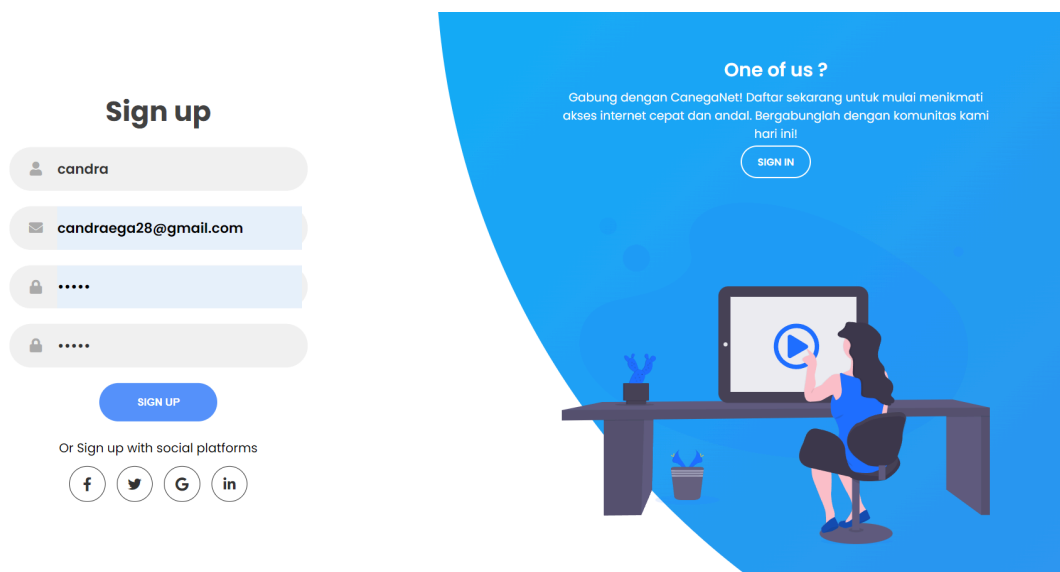 Sign up
candra
candraega28@gmail.com
•••••
•••••
SIGN UP
Or Sign up with social platforms
f
G
in
One of us ?
Gabung dengan CanegaNet! Daftar sekarang untuk mulai menikmati
akses internet cepat dan andal. Bergabunglah dengan komunitas kami
hari ini!
SIGN IN